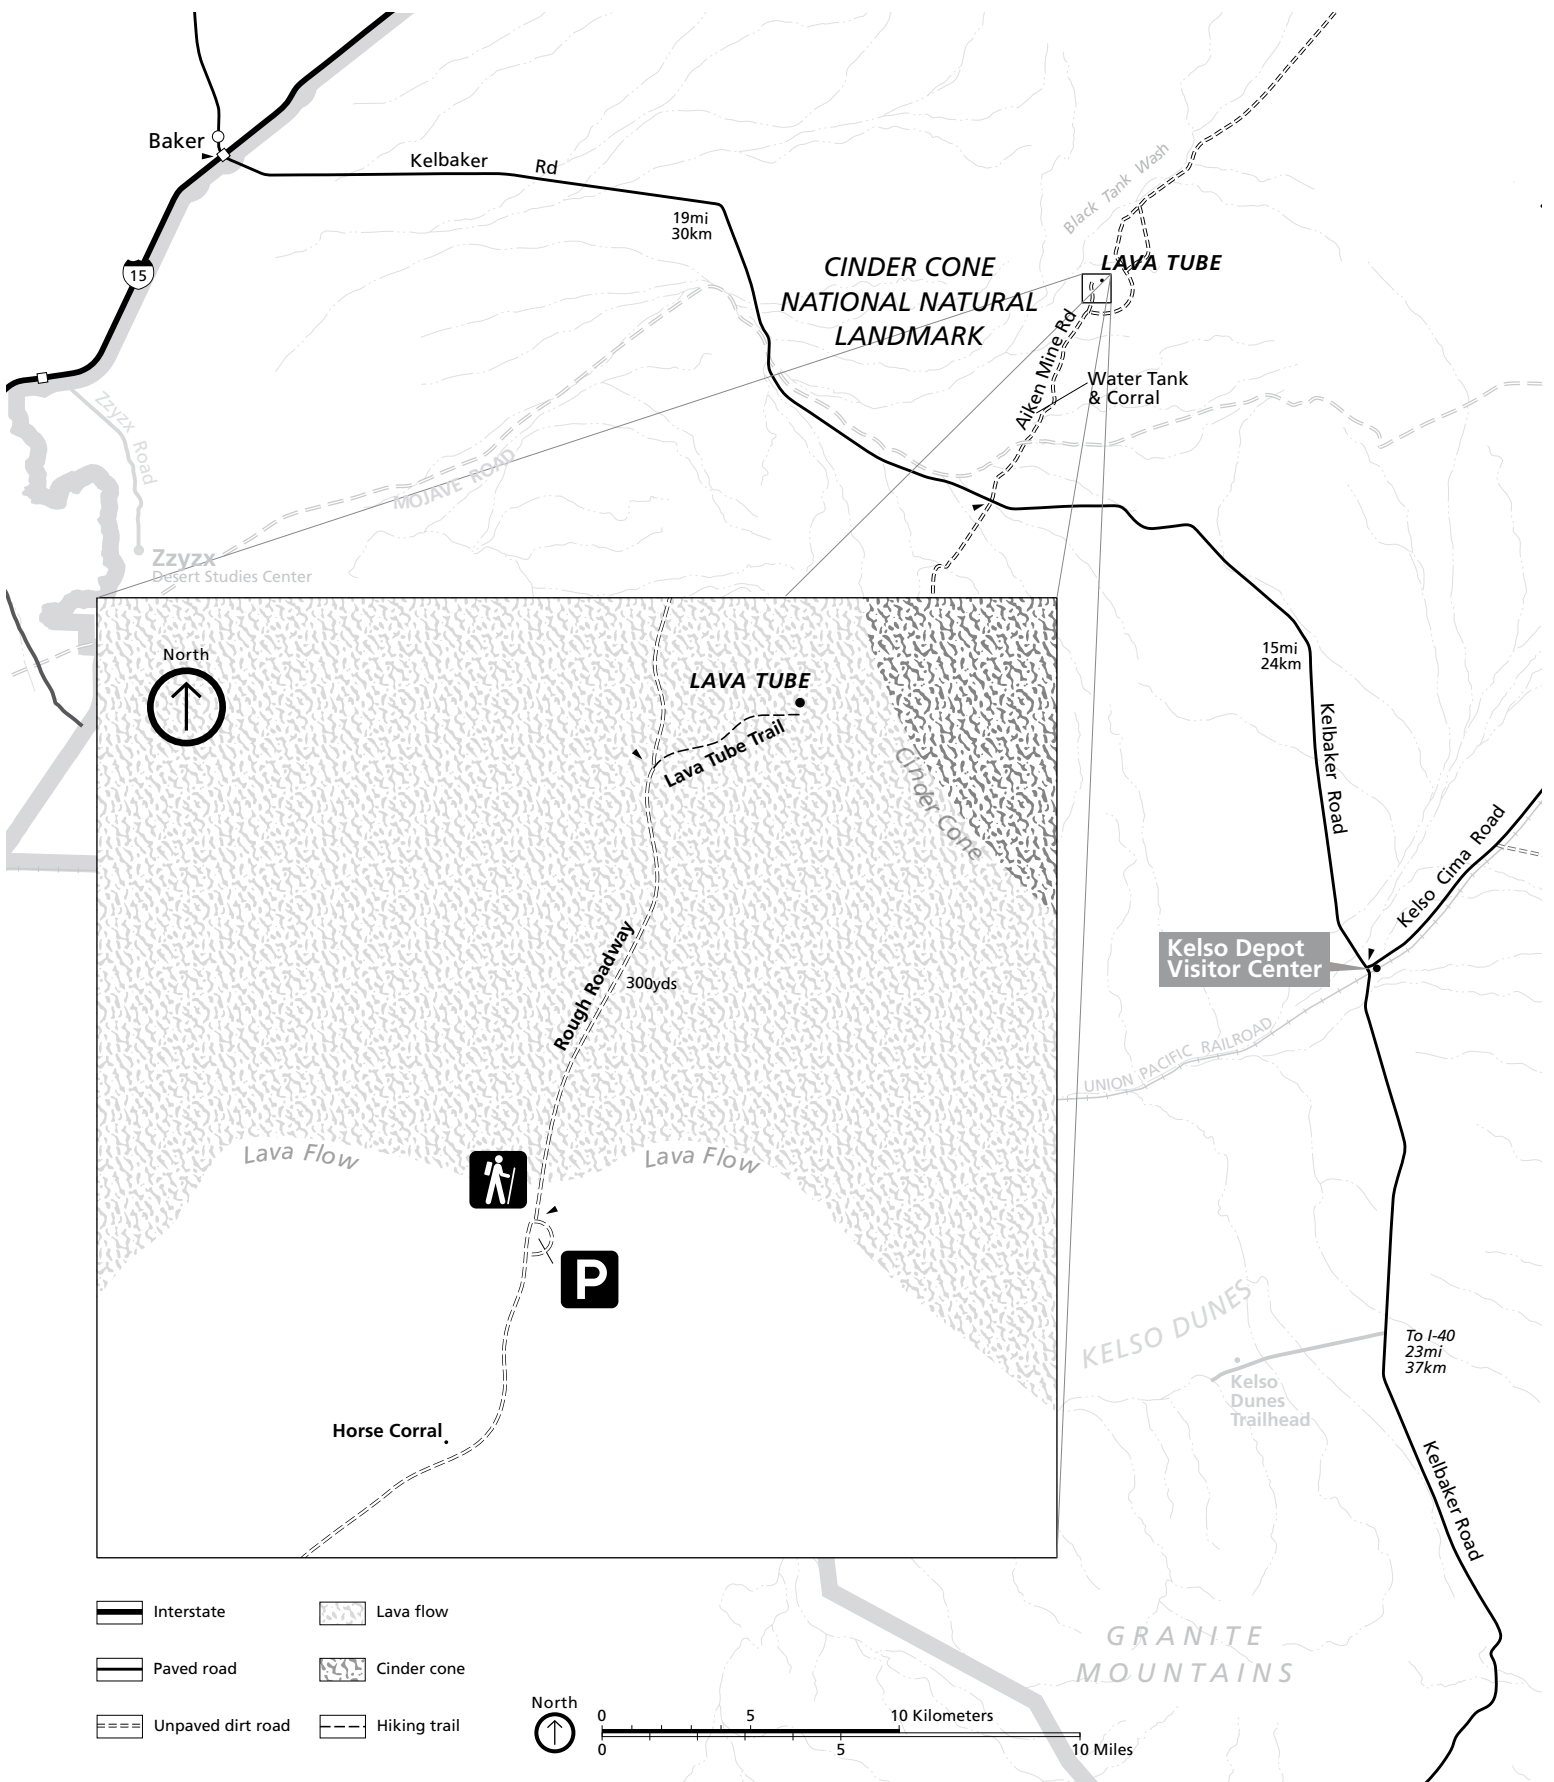 Baker
Kelbaker Rd
19mi
30km
15
Black Tank Wash
LAVA TUBE
CINDER CONE
NATIONAL NATURAL
LANDMARK
Aiken Mine Rd
Water Tank
& Corral
Zzyzx Road
MOJAVE ROAD
Zzyzx
Desert Studies Center
North
LAVA TUBE
Lava Tube Trail
Cinder Cone
15mi
24km
Kelbaker Road
Kelso Cima Road
Rough Roadway
300yds
Kelso Depot
Visitor Center
UNION PACIFIC RAILROAD
Lava Flow
Lava Flow
P
KELSO DUNES
To I-40
23mi
37km
Kelso
Dunes
Trailhead
Horse Corral
Kelbaker Road
Interstate
Lava flow
Paved road
Cinder cone
Unpaved dirt road
Hiking trail
GRANITE
MOUNTAINS
North
0 5 10 Kilometers
0 5 10 Miles